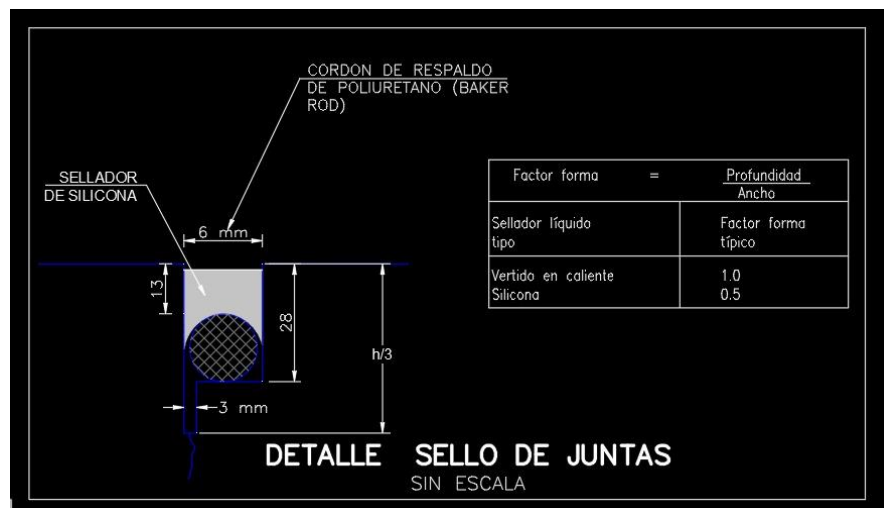 CORDON DE RESPALDO
DE POLIURETANO (BAKER
ROD)
SELLADOR
DE SILICONA
6 mm
13
28
h/3
3 mm
Factor forma = Profundidad
Ancho
Sellador líquido Factor forma
tipo típico
Vertido en caliente 1.0
Silicona 0.5
DETALLE SELLO DE JUNTAS
SIN ESCALA